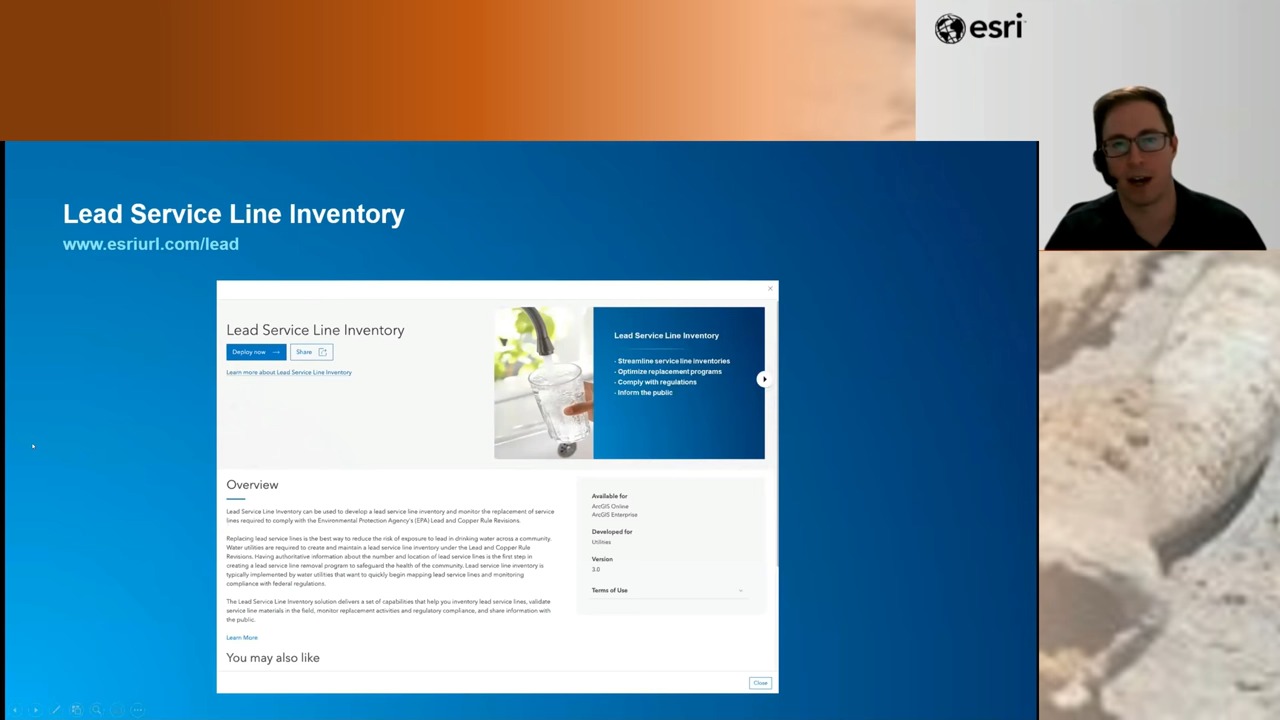 esri
Lead Service Line Inventory
www.esriurl.com/lead
Lead Service Line Inventory
Deploy now
Share
Learn more about Lead Service Line Inventory
Lead Service Line Inventory
· Streamline service line inventories
· Optimize replacement programs
· Comply with regulations
· Inform the public
Overview
Lead Service Line Inventory can be used to develop a lead service line inventory and monitor the replacement of service
lines required to comply with the Environmental Protection Agency's (EPA) Lead and Copper Rule Revisions.
Replacing lead service lines is the best way to reduce the risk of exposure to lead in drinking water across a community.
Water utilities are required to create and maintain a lead service line inventory under the Lead and Copper Rule
Revisions. Having authoritative information about the number and location of lead service lines is the first step in
creating a lead service line removal program to safeguard the health of the community. Lead service line inventory is
typically implemented by water utilities that want to quickly begin mapping lead service lines and monitoring
compliance with federal regulations.
The Lead Service Line Inventory solution delivers a set of capabilities that help you inventory lead service lines, validate
service line materials in the field, monitor replacement activities and regulatory compliance, and share information with
the public.
Learn More
You may also like
Available for
ArcGIS Online
ArcGIS Enterprise
Developed for
Utilities
Version
3.0
Terms of Use
Close